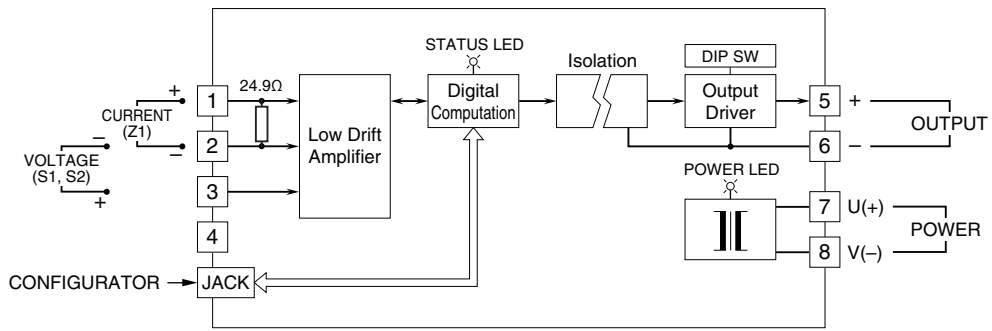 STATUS LED
Isolation
DIP SW
24.9Ω
+
CURRENT
(Z1)
–
1
2
–
VOLTAGE
(S1, S2)
+
3
4
Low Drift
Amplifier
Digital
Computation
Output
Driver
5
+
OUTPUT
6
–
POWER LED
7
U(+)
POWER
8
V(–)
CONFIGURATOR
JACK